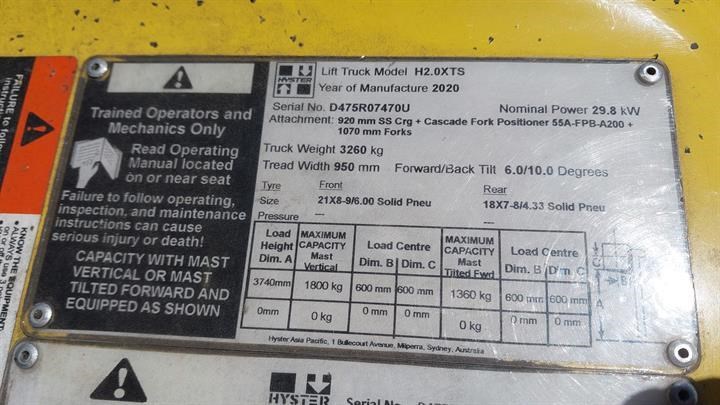 FAILURE to follow
instructio
KNOW THE EQUIPMENT:
ALWAYS
Trained Operators and
Mechanics Only
Read Operating
Manual located
on or near seat
Failure to follow operating,
inspection, and maintenance
instructions can cause
serious injury or death!
CAPACITY WITH MAST
VERTICAL OR MAST
TILTED FORWARD AND
EQUIPPED AS SHOWN
HYSTER
Lift Truck Model H2.0XTS
Year of Manufacture 2020
Serial No. D475R07470U Nominal Power 29.8 kW
Attachment: 920 mm SS Crg + Cascade Fork Positioner 55A-FPB-A200 +
1070 mm Forks
Truck Weight 3260 kg
Tread Width 950 mm Forward/Back Tilt 6.0/10.0 Degrees
Tyre Front Rear
Size 21X8-9/6.00 Solid Pneu 18X7-8/4.33 Solid Pneu
Pressure --- ---
Load Height Dim. A MAXIMUM CAPACITY Mast Vertical Load Centre Dim. B Dim. C MAXIMUM CAPACITY Mast Tilted Fwd Load Centre Dim. B Dim. C
3740mm 1800 kg 600 mm 600 mm 1360 kg 600 mm 600 mm
0mm 0 kg 0 mm 0 mm 0 kg 0 mm 0 mm
C
B
A
Hyster Asia Pacific, 1 Bullecourt Avenue, Milperra, Sydney, Australia
HYSTER
Serial No.